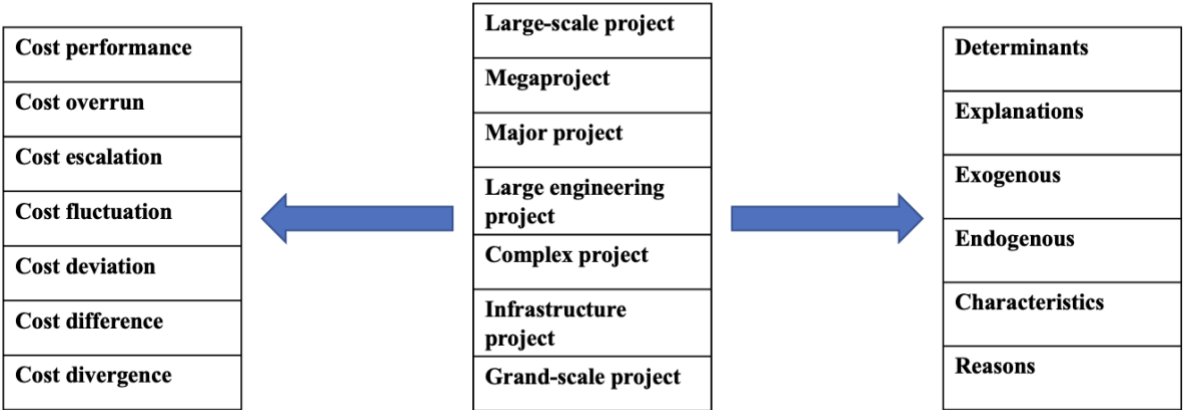 Cost performance
Cost overrun
Cost escalation
Cost fluctuation
Cost deviation
Cost difference
Cost divergence
Large-scale project
Megaproject
Major project
Large engineering
project
Complex project
Infrastructure
project
Grand-scale project
Determinants
Explanations
Exogenous
Endogenous
Characteristics
Reasons